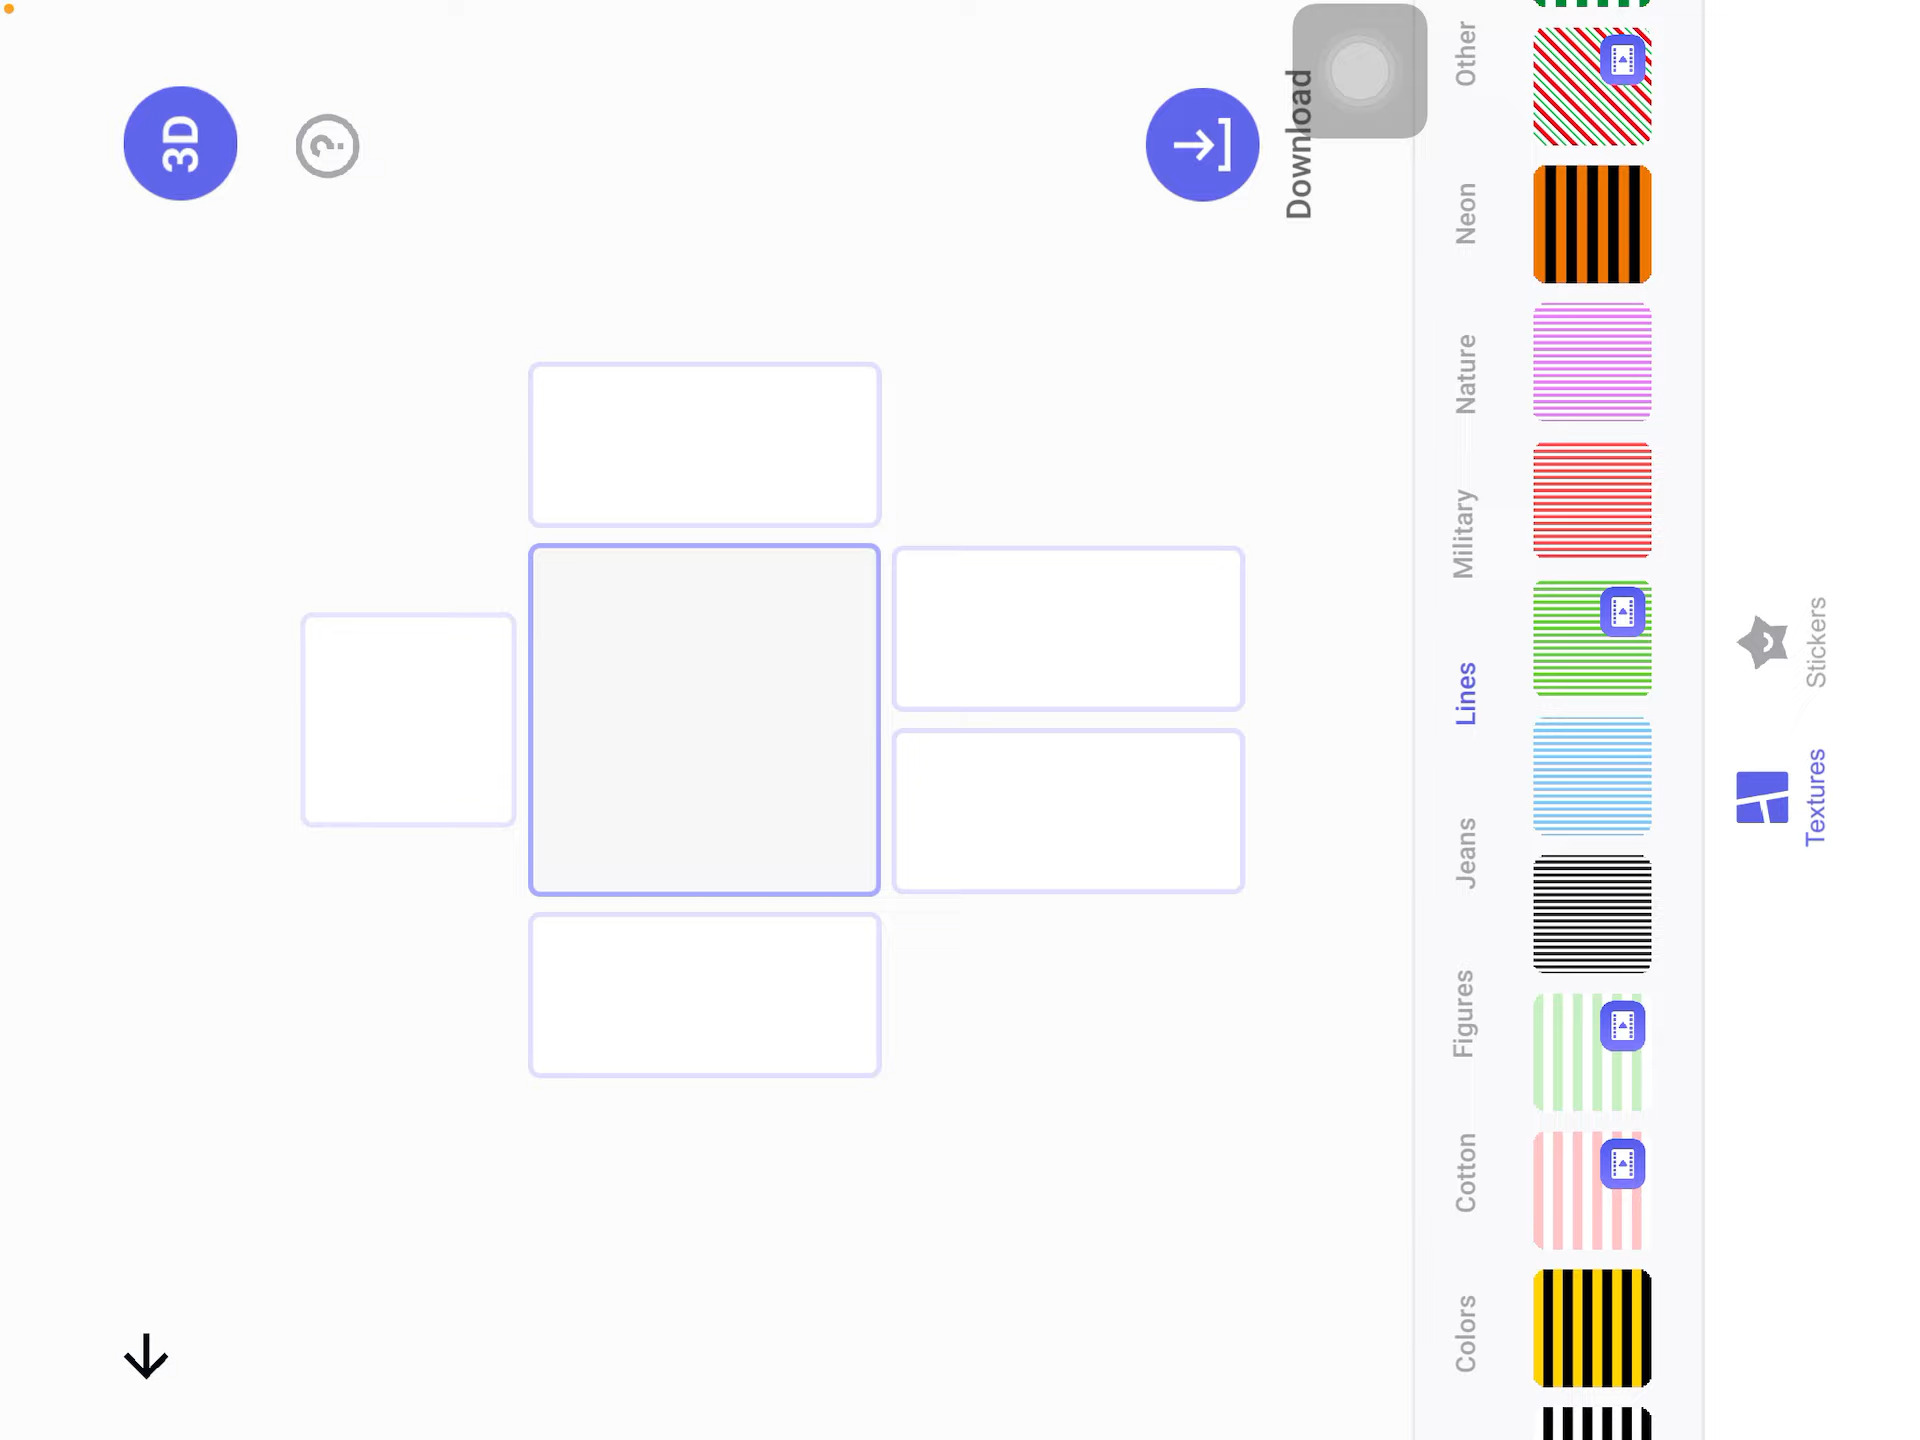 3D
?
Download
Colors
Cotton
Figures
Jeans
Lines
Military
Nature
Neon
Other
Textures
Stickers